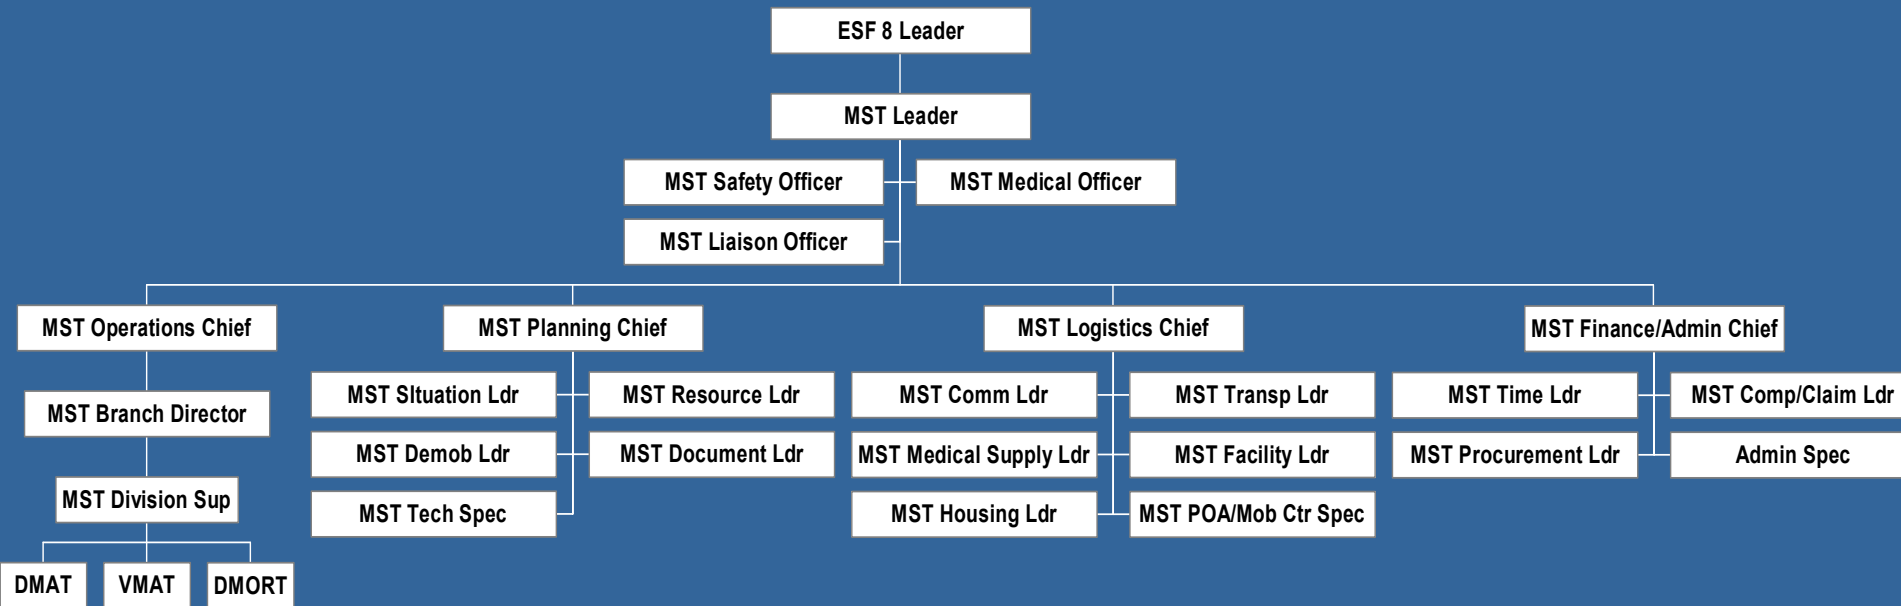 ESF 8 Leader
MST Leader
MST Safety Officer
MST Medical Officer
MST Liaison Officer
MST Operations Chief
MST Planning Chief
MST Logistics Chief
MST Finance/Admin Chief
MST Branch Director
MST Division Sup
DMAT
VMAT
DMORT
MST SItuation Ldr
MST Resource Ldr
MST Demob Ldr
MST Document Ldr
MST Tech Spec
MST Comm Ldr
MST Transp Ldr
MST Medical Supply Ldr
MST Facility Ldr
MST Housing Ldr
MST POA/Mob Ctr Spec
MST Time Ldr
MST Comp/Claim Ldr
MST Procurement Ldr
Admin Spec